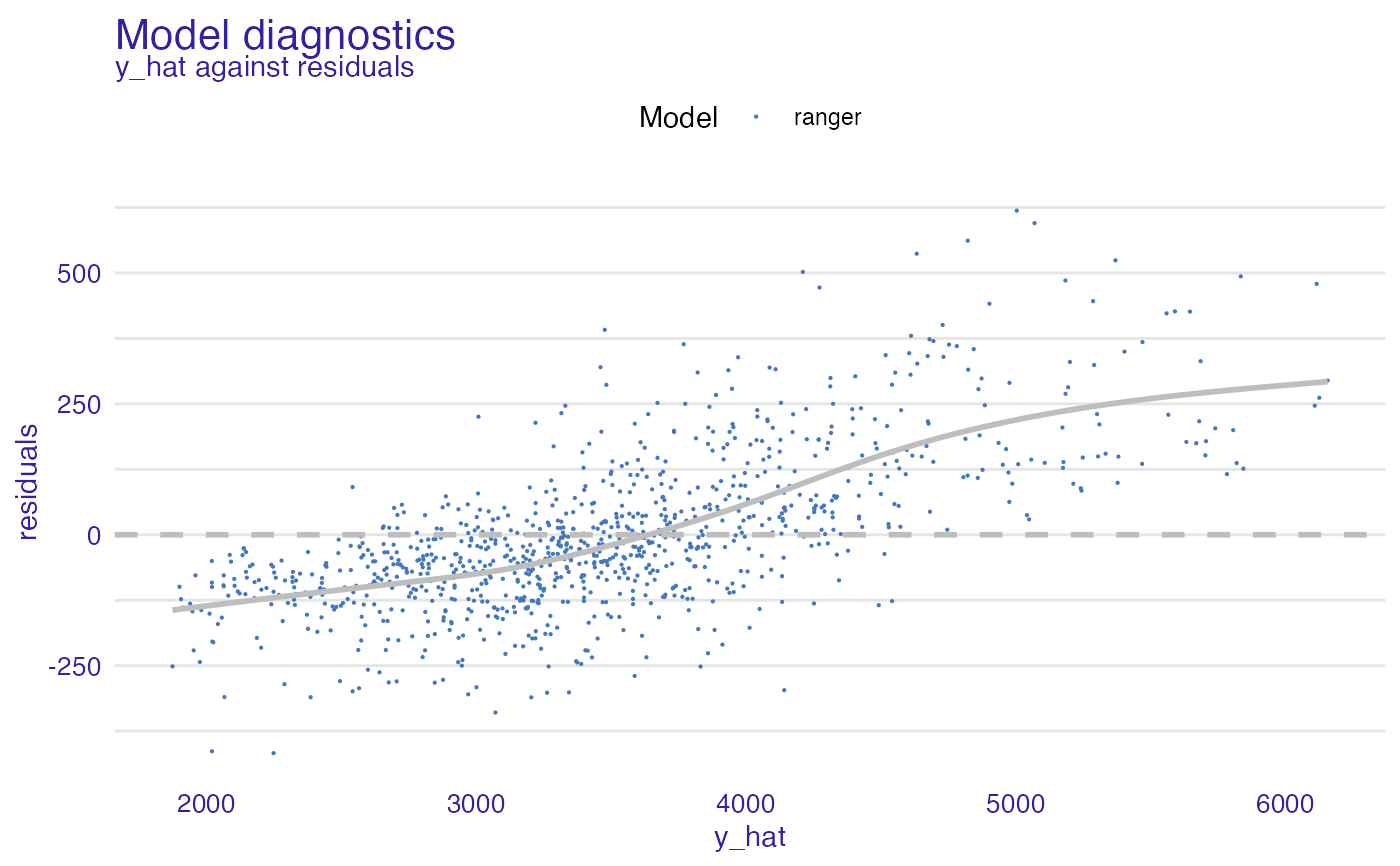 Model diagnostics
y_hat against residuals
Model ranger
500
250
0
-250
residuals
2000 3000 4000 5000 6000
y_hat